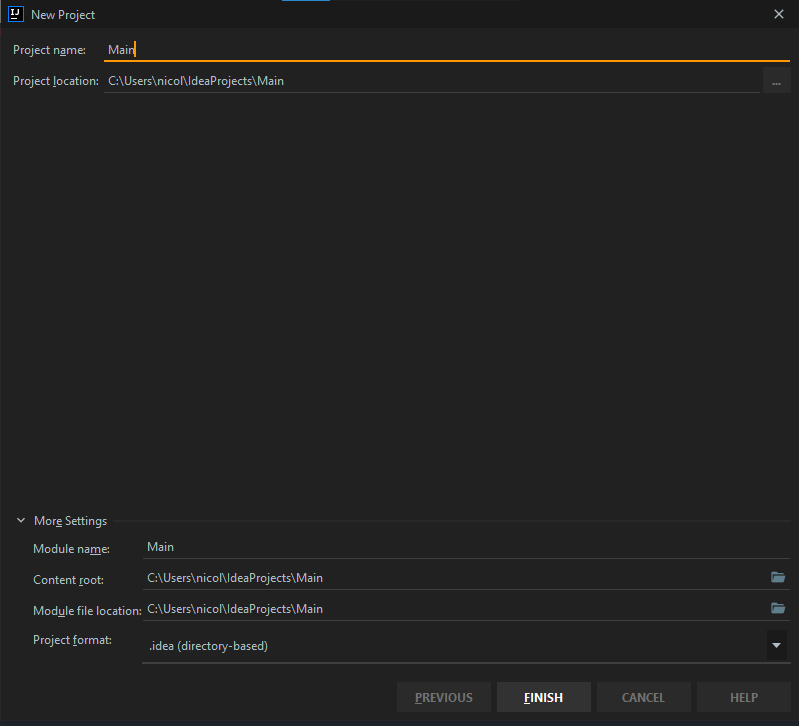 IJ New Project
Project name: Main
Project location: C:\Users\nicol\IdeaProjects\Main ...
More Settings
Module name: Main
Content root: C:\Users\nicol\IdeaProjects\Main
Module file location: C:\Users\nicol\IdeaProjects\Main
Project format: .idea (directory-based)
PREVIOUS FINISH CANCEL HELP